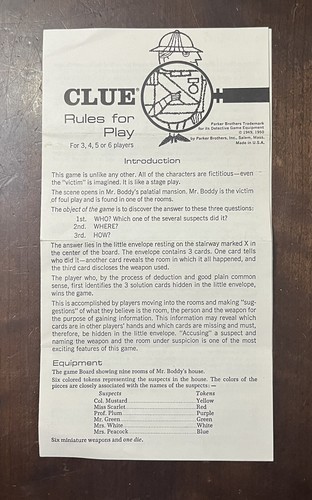 CLUE®
Rules for
Play
For 3, 4, 5 or 6 players
Parker Brothers Trademark
for its Detective Game Equipment
by Parker Brothers, Inc., Salem, Mass.
Made in U.S.A.
Introduction
This game is unlike any other. All of the characters are fictitious—even
the "victim" is imagined. It is like a stage play.
The scene opens in Mr. Boddy's palatial mansion. Mr. Boddy is the victim
of foul play and is found in one of the rooms.
The object of the game is to discover the answer to these three questions:
1st. WHO? Which one of the several suspects did it?
2nd. WHERE?
3rd. HOW?
The answer lies in the little envelope resting on the stairway marked X in
the center of the board. The envelope contains 3 cards. One card tells
who did it—another card reveals the room in which it all happened, and
the third card discloses the weapon used.
The player who, by the process of deduction and good plain common
sense, first identifies the 3 solution cards hidden in the little envelope,
wins the game.
This is accomplished by players moving into the rooms and making "sug-
gestions" of what they believe is the room, the person and the weapon
for the purpose of gaining information. This information may reveal which
cards are in other players' hands and which cards are missing and must,
therefore, be hidden in the little envelope. "Accusing" a suspect and
naming the weapon and the room under suspicion is one of the most
exciting features of this game.
Equipment
The game Board showing nine rooms of Mr. Boddy's house.
Six colored tokens representing the suspects in the house. The colors of the
pieces are closely associated with the names of the suspects:—
Suspects Tokens
Col. Mustard Yellow
Miss Scarlet Red
Prof. Plum Purple
Mr. Green Green
Mrs. White White
Mrs. Peacock Blue
Six miniature weapons and one die.